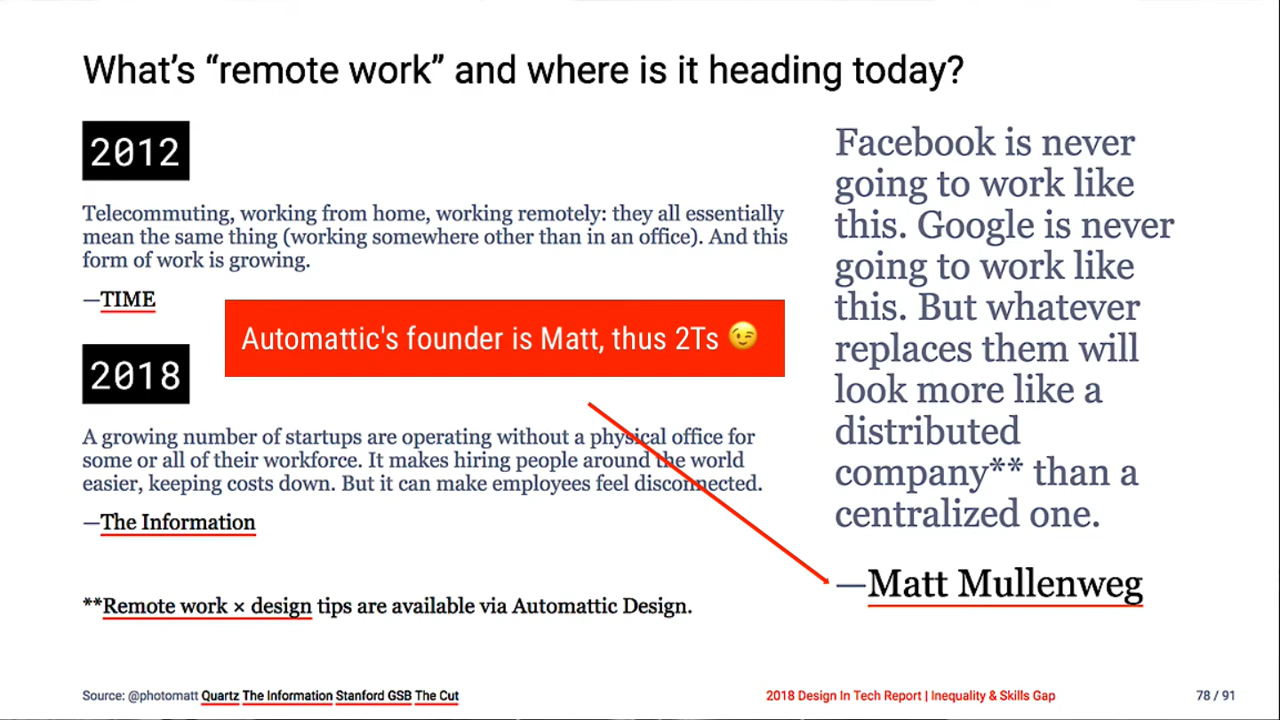 What's “remote work” and where is it heading today?
2012
Telecommuting, working from home, working remotely: they all essentially
mean the same thing (working somewhere other than in an office). And this
form of work is growing.
—TIME
Automattic's founder is Matt, thus 2Ts 😉
2018
A growing number of startups are operating without a physical office for
some or all of their workforce. It makes hiring people around the world
easier, keeping costs down. But it can make employees feel disconnected.
—The Information
**Remote work × design tips are available via Automattic Design.
Facebook is never
going to work like
this. Google is never
going to work like
this. But whatever
replaces them will
look more like a
distributed
company** than a
centralized one.
—Matt Mullenweg
Source: @photomatt Quartz The Information Stanford GSB The Cut
2018 Design In Tech Report | Inequality & Skills Gap
78 / 91